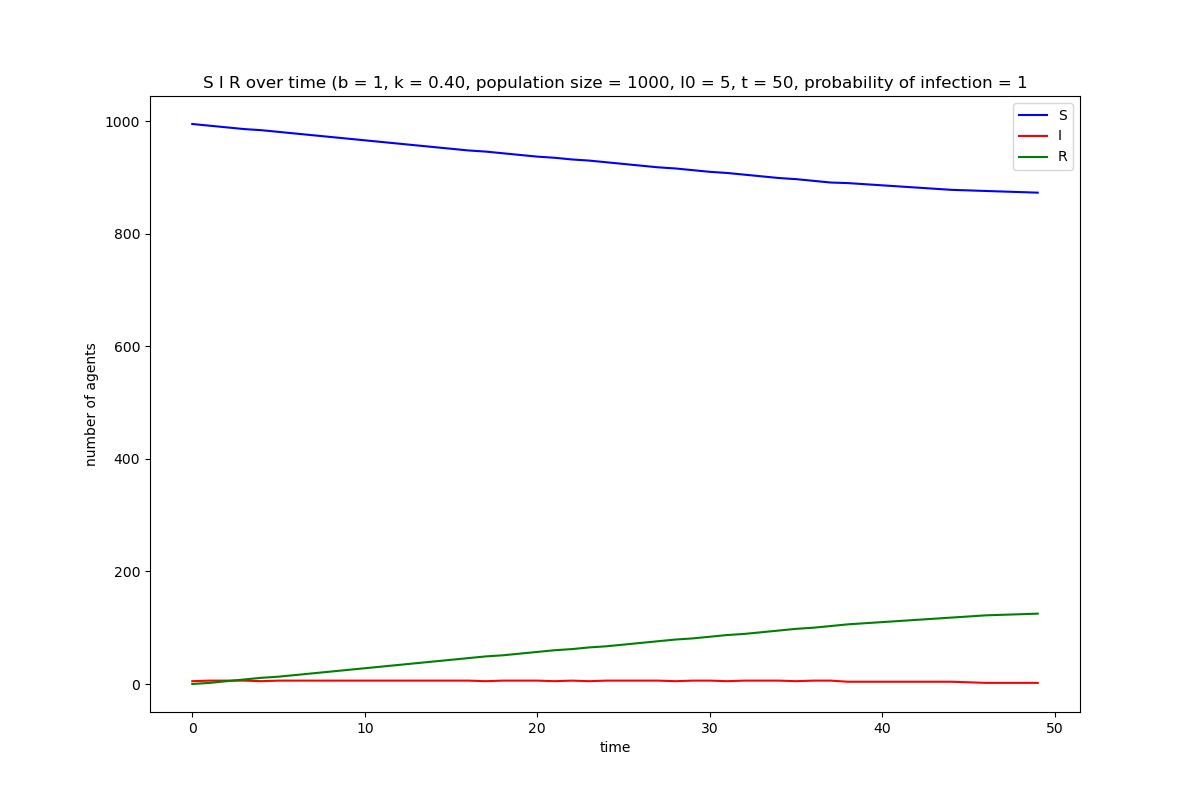 S I R over time (b = 1, k = 0.40, population size = 1000, I0 = 5, t = 50, probability of infection = 1
S
I
R
1000
800
600
400
200
0
number of agents
0 10 20 30 40 50
time